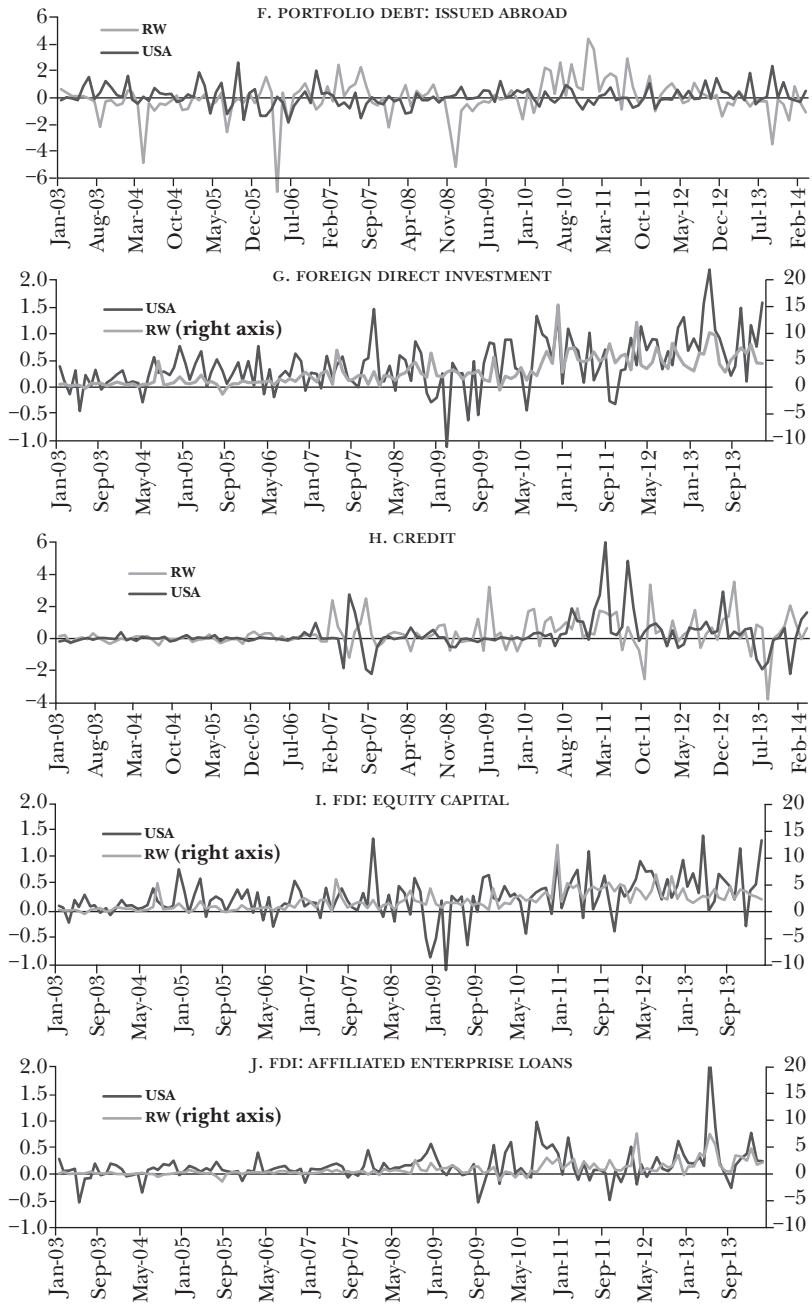 F. PORTFOLIO DEBT: ISSUED ABROAD
6
4
2
0
−2
−4
−6
RW
USA
Jan-03
Aug-03
Mar-04
Oct-04
May-05
Dec-05
Jul-06
Feb-07
Sep-07
Apr-08
Nov-08
Jun-09
Jan-10
Aug-10
Mar-11
Oct-11
May-12
Dec-12
Jul-13
Feb-14
G. FOREIGN DIRECT INVESTMENT
2.0
1.5
1.0
0.5
0.0
−0.5
−1.0
USA
RW (right axis)
20
15
10
5
0
−5
−10
Jan-03
Sep-03
May-04
Jan-05
Sep-05
May-06
Jan-07
Sep-07
May-08
Jan-09
Sep-09
May-10
Jan-11
Sep-11
May-12
Jan-13
Sep-13
H. CREDIT
6
4
2
0
−2
−4
RW
USA
Jan-03
Aug-03
Mar-04
Oct-04
May-05
Dec-05
Jul-06
Feb-07
Sep-07
Apr-08
Nov-08
Jun-09
Jan-10
Aug-10
Mar-11
Oct-11
May-12
Dec-12
Jul-13
Feb-14
I. FDI: EQUITY CAPITAL
2.0
1.5
1.0
0.5
0.0
−0.5
−1.0
USA
RW (right axis)
20
15
10
5
0
−5
−10
Jan-03
Sep-03
May-04
Jan-05
Sep-05
May-06
Jan-07
Sep-07
May-08
Jan-09
Sep-09
May-10
Jan-11
Sep-11
May-12
Jan-13
Sep-13
J. FDI: AFFILIATED ENTERPRISE LOANS
2.0
1.5
1.0
0.5
0.0
−0.5
−1.0
USA
RW (right axis)
20
15
10
5
0
−5
−10
Jan-03
Sep-03
May-04
Jan-05
Sep-05
May-06
Jan-07
Sep-07
May-08
Jan-09
Sep-09
May-10
Jan-11
Sep-11
May-12
Jan-13
Sep-13